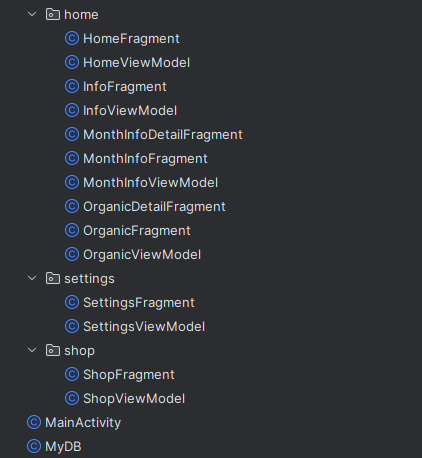 home
HomeFragment
HomeViewModel
InfoFragment
InfoViewModel
MonthInfoDetailFragment
MonthInfoFragment
MonthInfoViewModel
OrganicDetailFragment
OrganicFragment
OrganicViewModel
settings
SettingsFragment
SettingsViewModel
shop
ShopFragment
ShopViewModel
MainActivity
MyDB